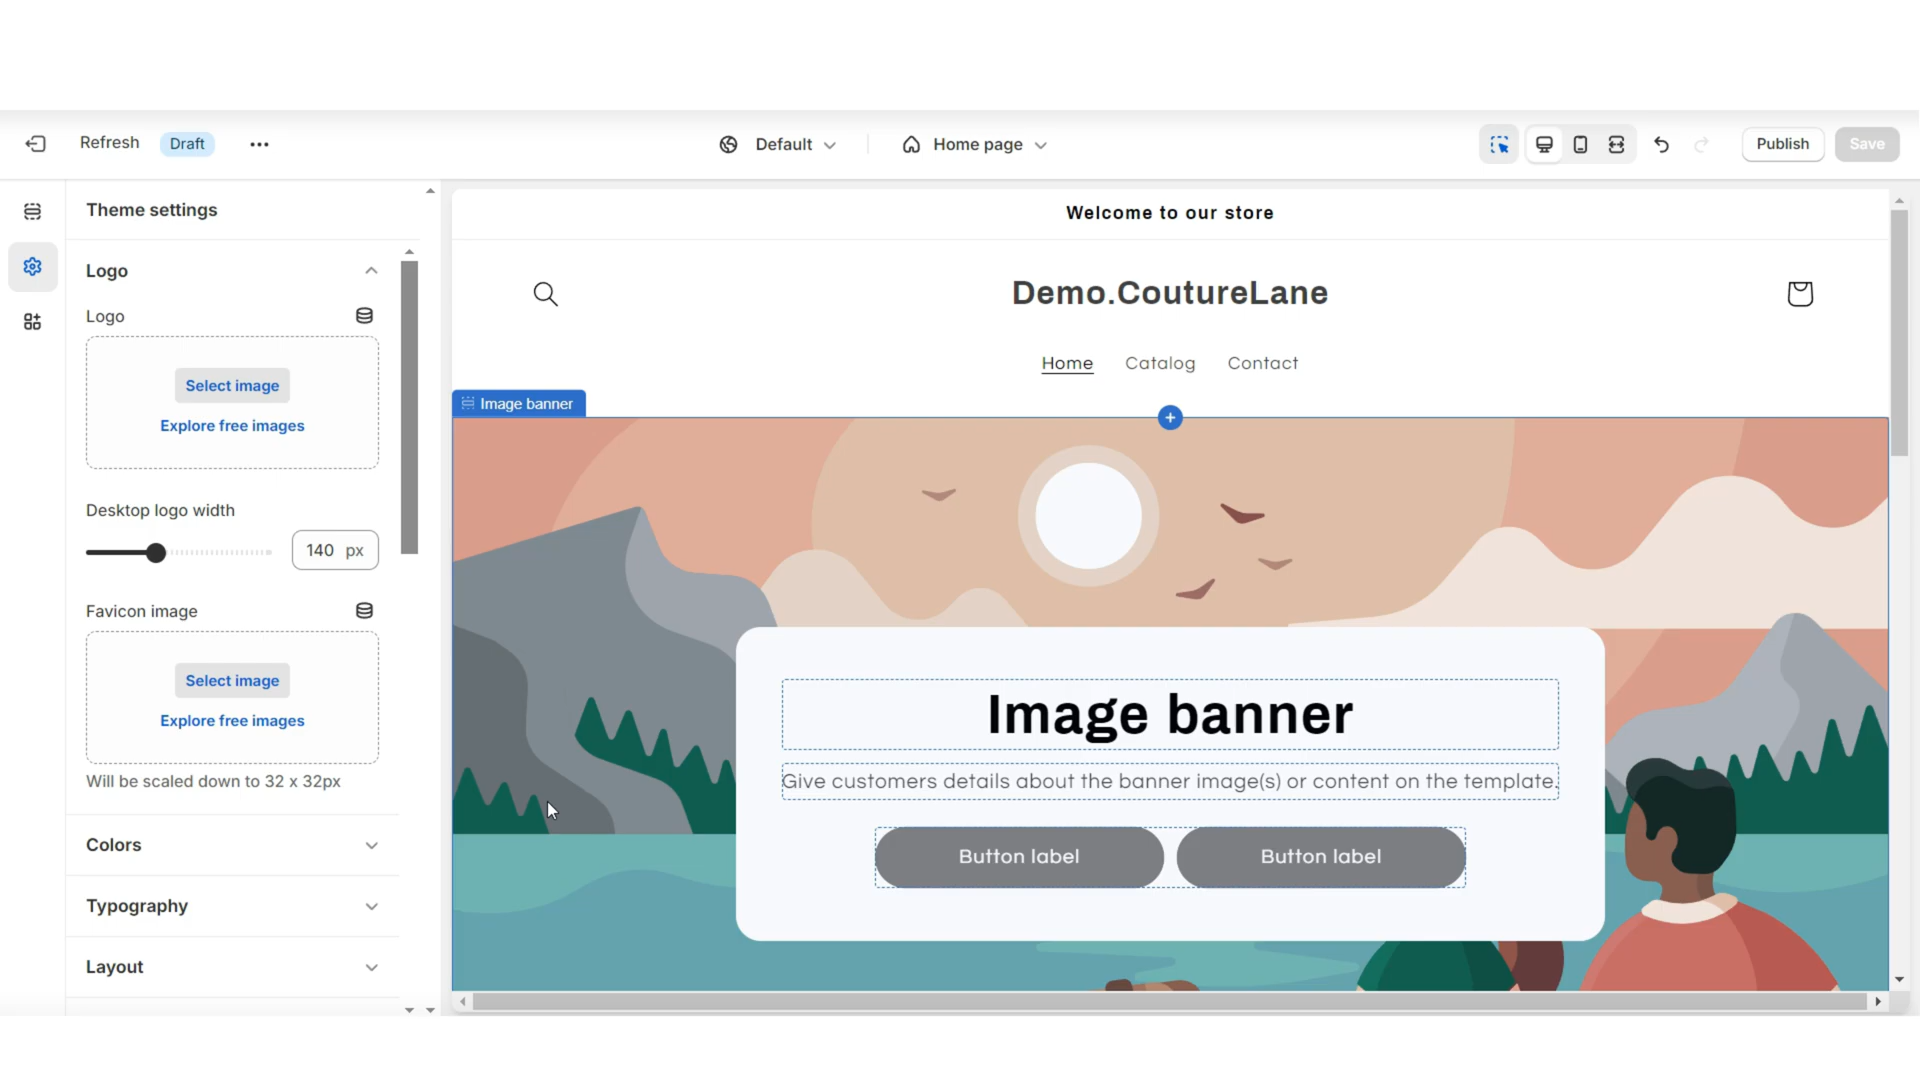 Refresh
Draft
Default
Home page
Publish
Save
Theme settings
Logo
Logo
Select image
Explore free images
Desktop logo width
140 px
Favicon image
Select image
Explore free images
Will be scaled down to 32 x 32px
Colors
Typography
Layout
Welcome to our store
Demo.CoutureLane
Home Catalog Contact
Image banner
Image banner
Give customers details about the banner image(s) or content on the template.
Button label Button label